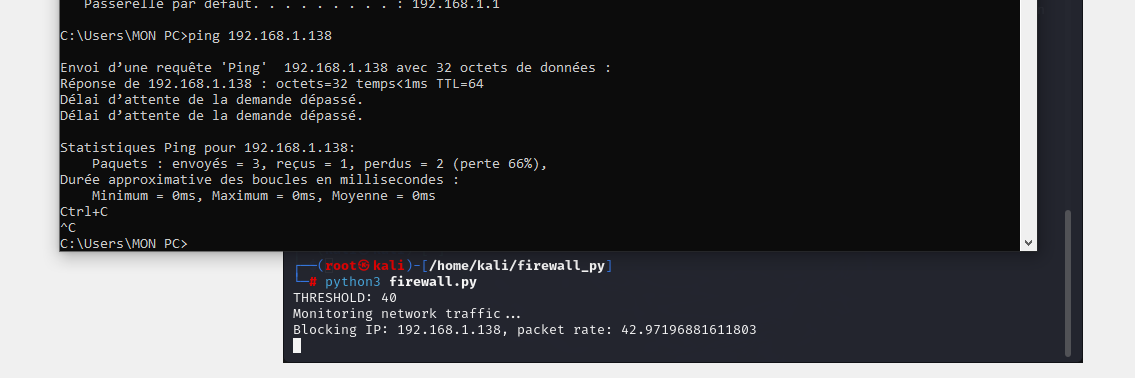 Passerelle par défaut. . . . . . . . . : 192.168.1.1
C:\Users\MON PC>ping 192.168.1.138
Envoi d’une requête 'Ping'  192.168.1.138 avec 32 octets de données :
Réponse de 192.168.1.138 : octets=32 temps<1ms TTL=64
Délai d’attente de la demande dépassé.
Délai d’attente de la demande dépassé.
Statistiques Ping pour 192.168.1.138:
    Paquets : envoyés = 3, reçus = 1, perdus = 2 (perte 66%),
Durée approximative des boucles en millisecondes :
    Minimum = 0ms, Maximum = 0ms, Moyenne = 0ms
Ctrl+C
^C
C:\Users\MON PC>
┌──(root㉿kali)-[/home/kali/firewall_py]
└─# python3 firewall.py
THRESHOLD: 40
Monitoring network traffic...
Blocking IP: 192.168.1.138, packet rate: 42.97196881611803